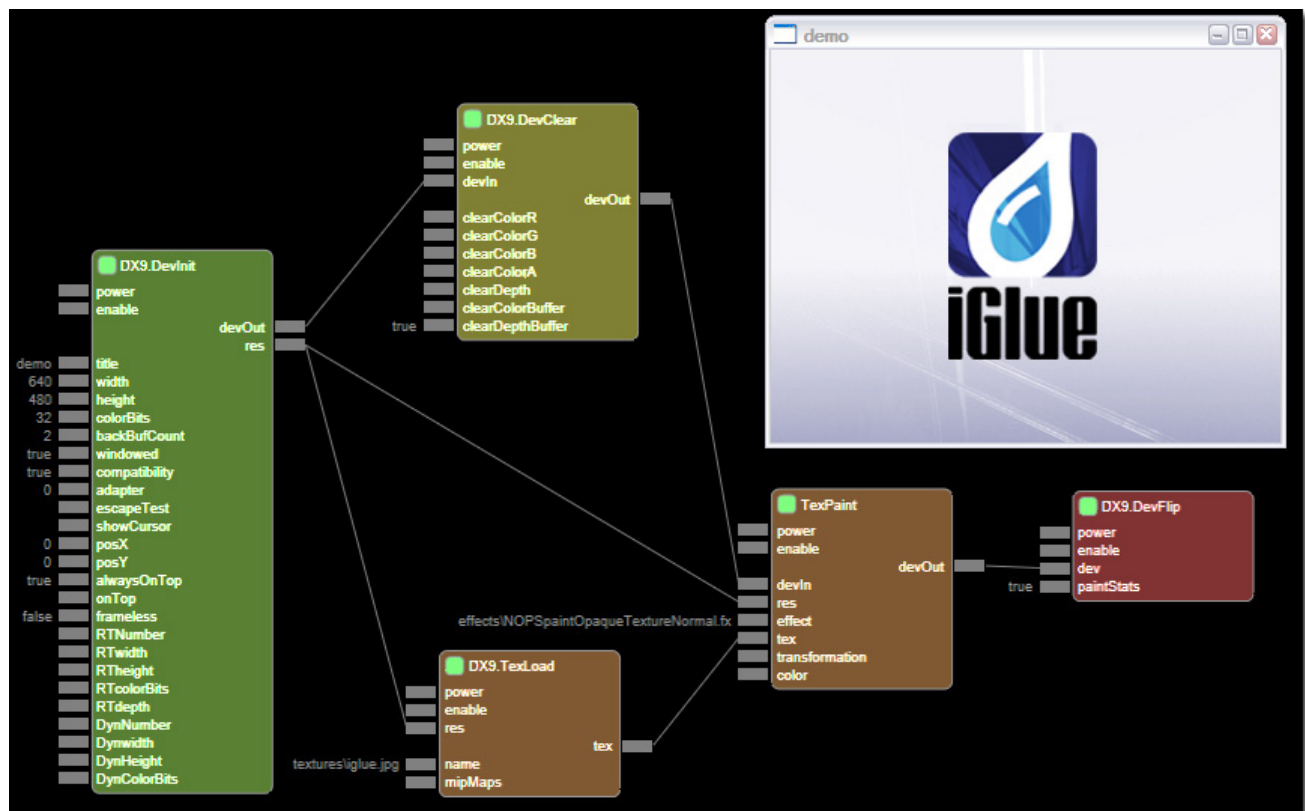 demo
iGlue
DX9.DevClear
power
enable
devIn
devOut
clearColorR
clearColorG
clearColorB
clearColorA
clearDepth
clearColorBuffer
true clearDepthBuffer
DX9.DevInit
power
enable
devOut
res
demo title
640 width
480 height
32 colorBits
2 backBufCount
true windowed
true compatibility
0 adapter
escapeTest
showCursor
0 posX
0 posY
true alwaysOnTop
onTop
false frameless
RTNumber
RTwidth
RTheight
RTcolorBits
RTdepth
DynNumber
Dynwidth
DynHeight
DynColorBits
DX9.TexLoad
power
enable
res
tex
textures\iglue.jpg name
mipMaps
TexPaint
power
enable
devOut
devIn
res
effects\NOPSpaintOpaqueTextureNormal.fx effect
tex
transformation
color
DX9.DevFlip
power
enable
dev
true paintStats